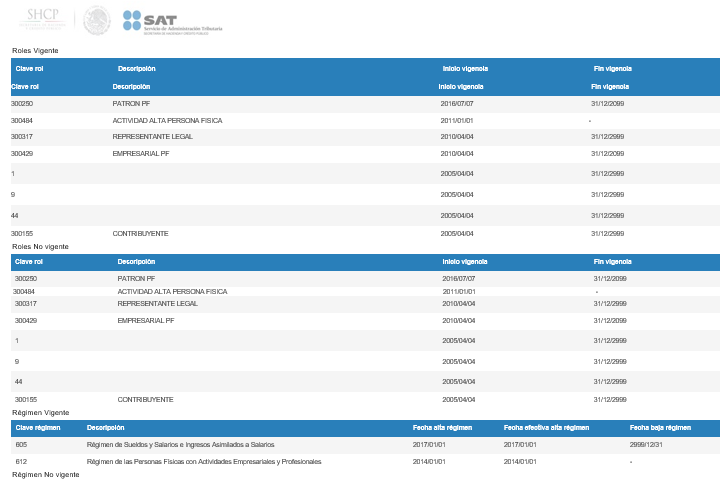 SHCP
SAT
Servicio de Administración Tributaria
Roles Vigente
Clave rol Descripción Inicio vigencia Fin vigencia
Clave rol Descripción Inicio vigencia Fin vigencia
300250 PATRON PF 2016/07/07 31/12/2099
300484 ACTIVIDAD ALTA PERSONA FISICA 2011/01/01 -
300317 REPRESENTANTE LEGAL 2010/04/04 31/12/2999
300429 EMPRESARIAL PF 2010/04/04 31/12/2099
1 2005/04/04 31/12/2999
9 2005/04/04 31/12/2999
44 2005/04/04 31/12/2999
300155 CONTRIBUYENTE 2005/04/04 31/12/2999
Roles No vigente
Clave rol Descripción Inicio vigencia Fin vigencia
300250 PATRON PF 2016/07/07 31/12/2099
300484 ACTIVIDAD ALTA PERSONA FISICA 2011/01/01 -
300317 REPRESENTANTE LEGAL 2010/04/04 31/12/2999
300429 EMPRESARIAL PF 2010/04/04 31/12/2099
1 2005/04/04 31/12/2999
9 2005/04/04 31/12/2999
44 2005/04/04 31/12/2999
300155 CONTRIBUYENTE 2005/04/04 31/12/2999
Régimen Vigente
Clave régimen Descripción Fecha alta régimen Fecha efectiva alta régimen Fecha baja régimen
605 Régimen de Sueldos y Salarios e Ingresos Asimilados a Salarios 2017/01/01 2017/01/01 2999/12/31
612 Régimen de las Personas Físicas con Actividades Empresariales y Profesionales 2014/01/01 2014/01/01 -
Régimen No vigente